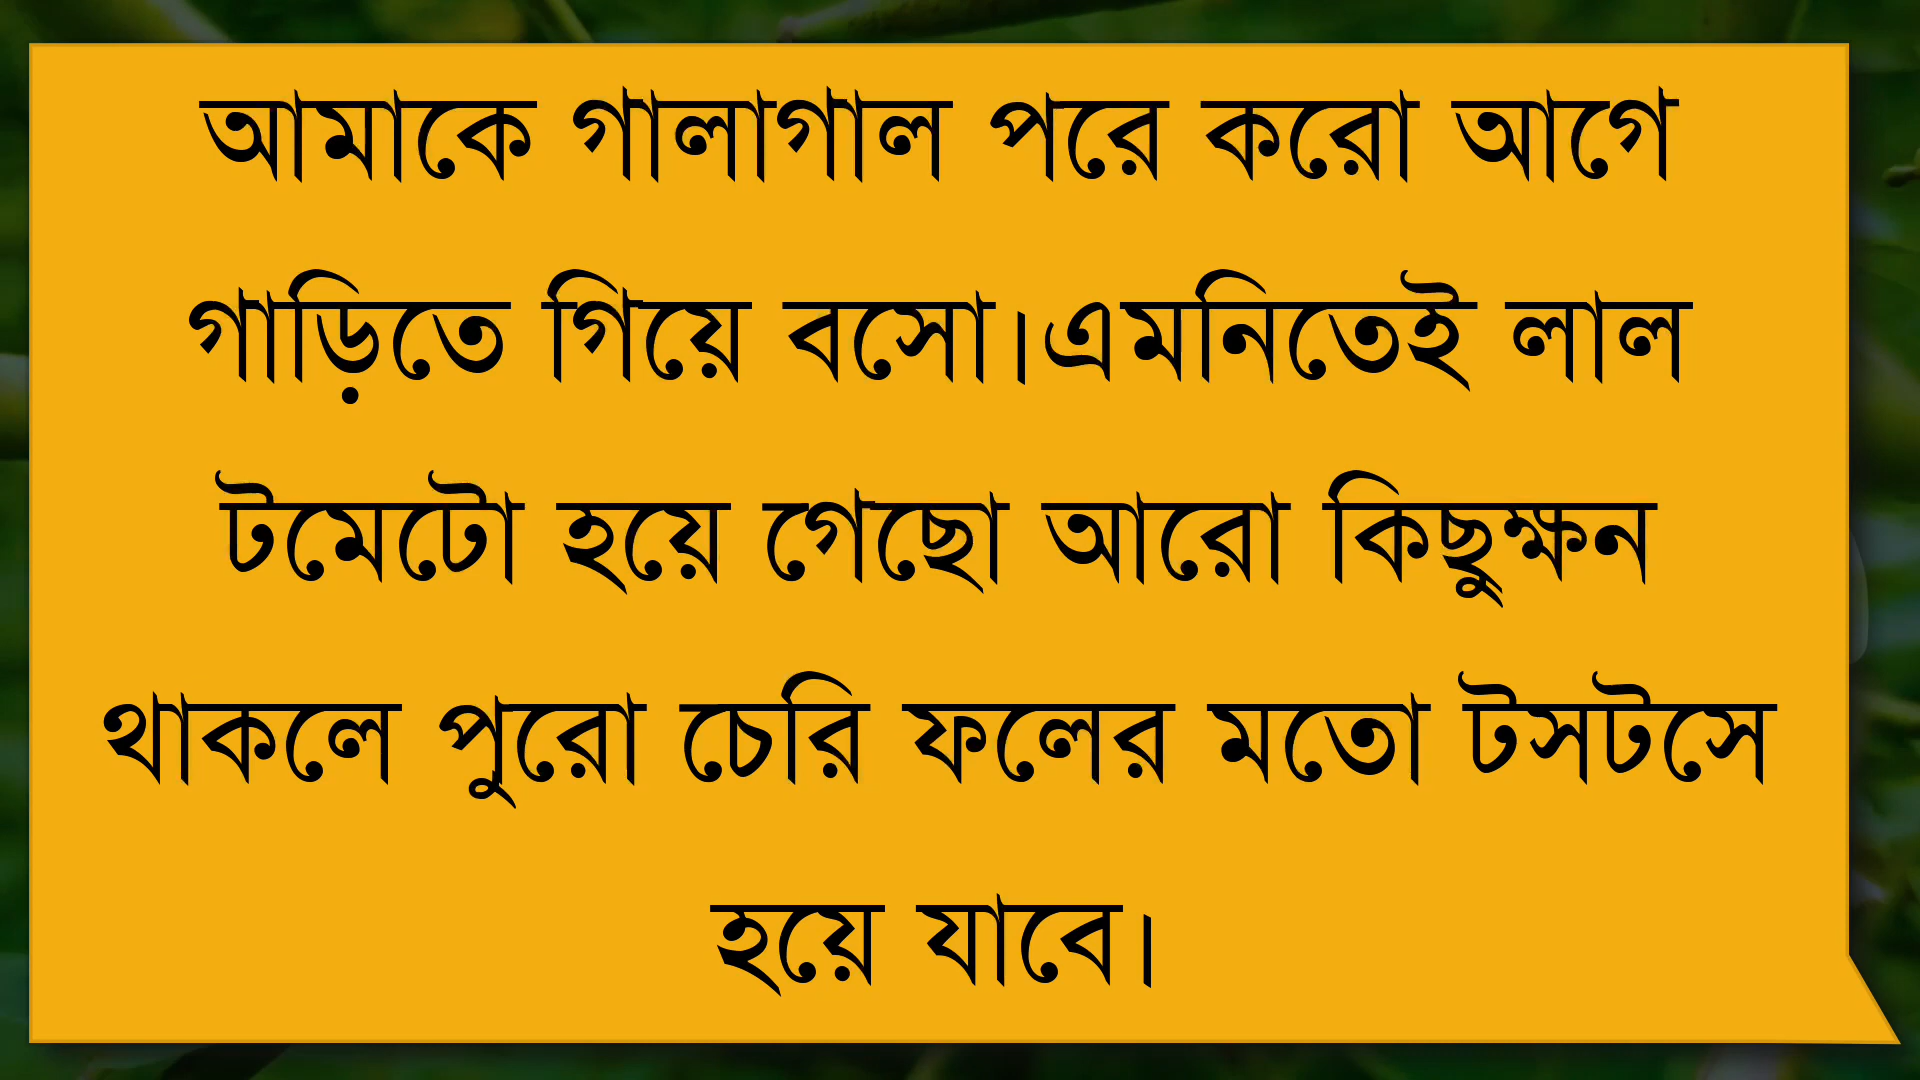 আমাকে গালাগাল পরে করো আগে
গাড়িতে গিয়ে বসো।এমনিতেই লাল
টমেটো হয়ে গেছো আরো কিছুক্ষন
থাকলে পুরো চেরি ফলের মতো টসটসে
হয়ে যাবে।